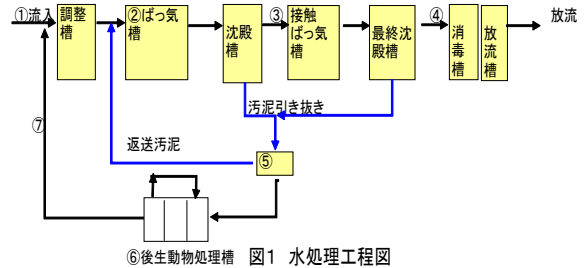 ①流入
調整
槽
②ばっ気
槽
沈殿
槽
③
接触
ばっ気
槽
最終沈
殿槽
④
消
毒
槽
放
流
槽
放流
汚泥引き抜き
⑦
返送汚泥
⑤
⑥後生動物処理槽
図1 水処理工程図